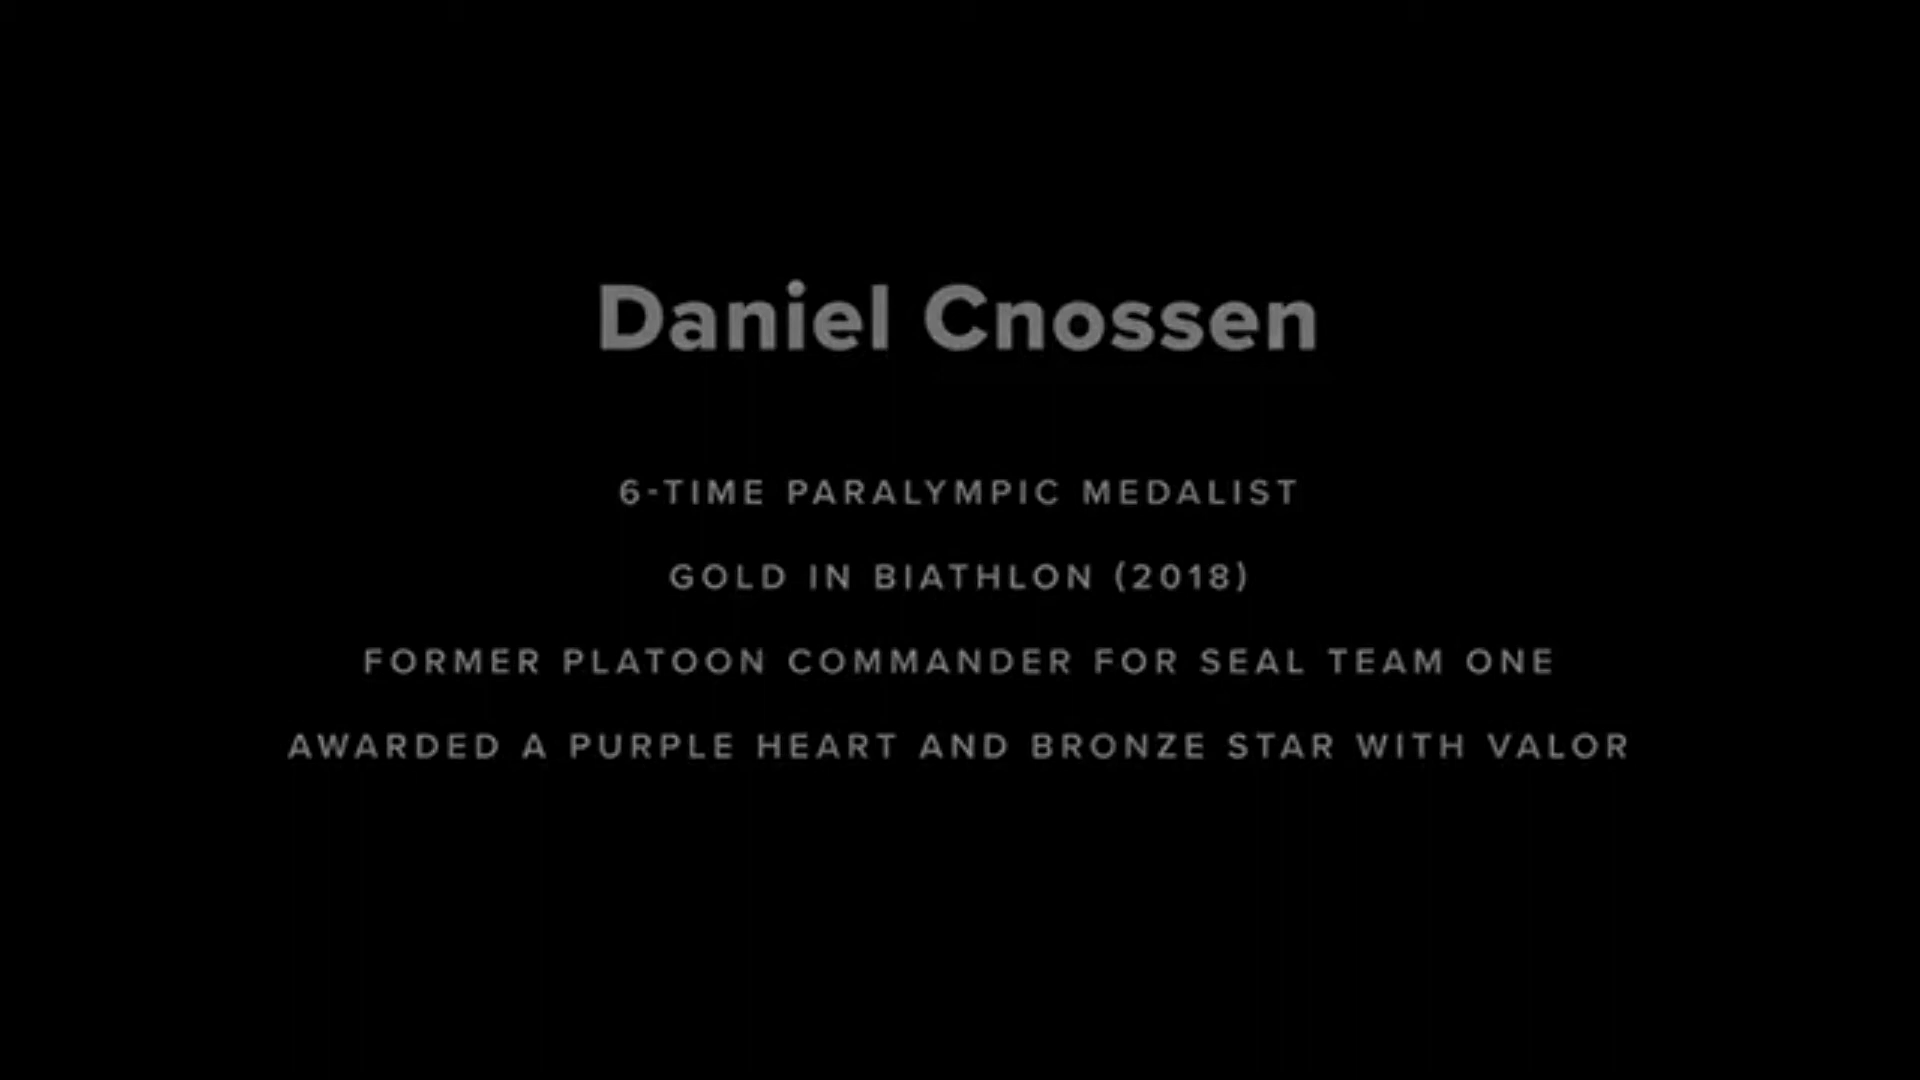 Daniel Cnossen
6-TIME PARALYMPIC MEDALIST
GOLD IN BIATHLON (2018)
FORMER PLATOON COMMANDER FOR SEAL TEAM ONE
AWARDED A PURPLE HEART AND BRONZE STAR WITH VALOR